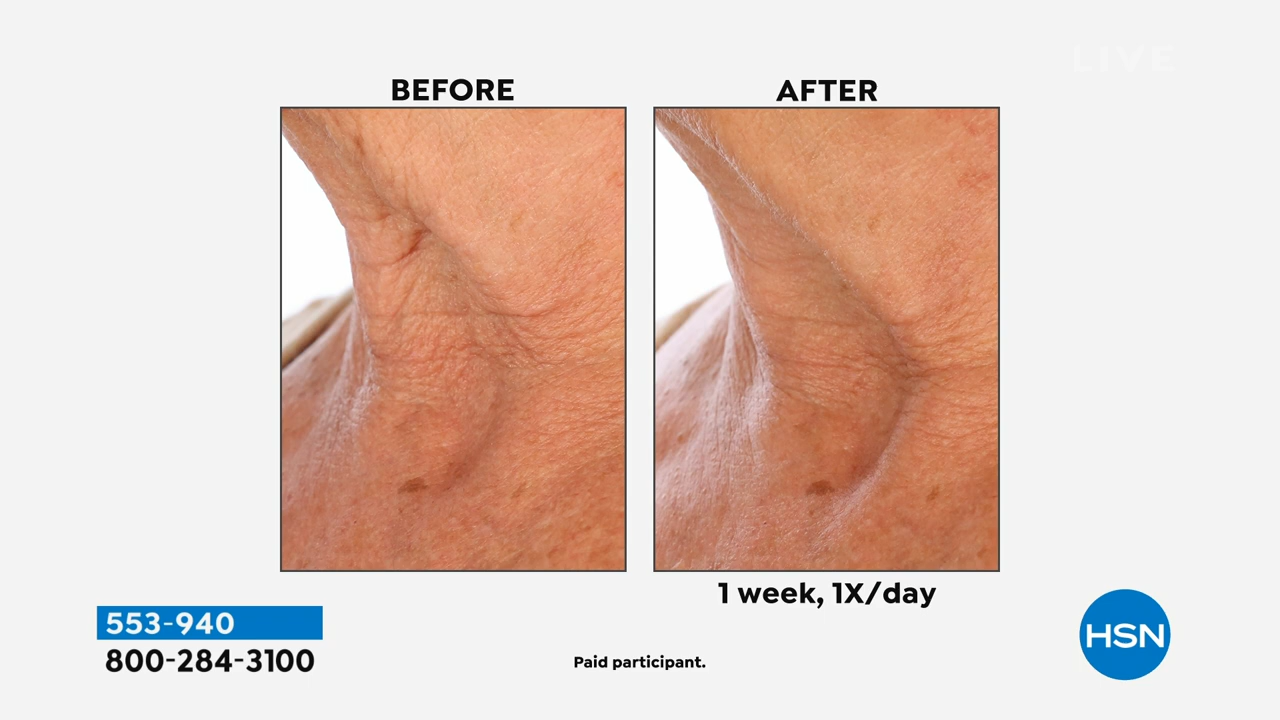 LIVE
BEFORE
AFTER
1 week, 1X/day
553-940
800-284-3100
Paid participant.
HSN